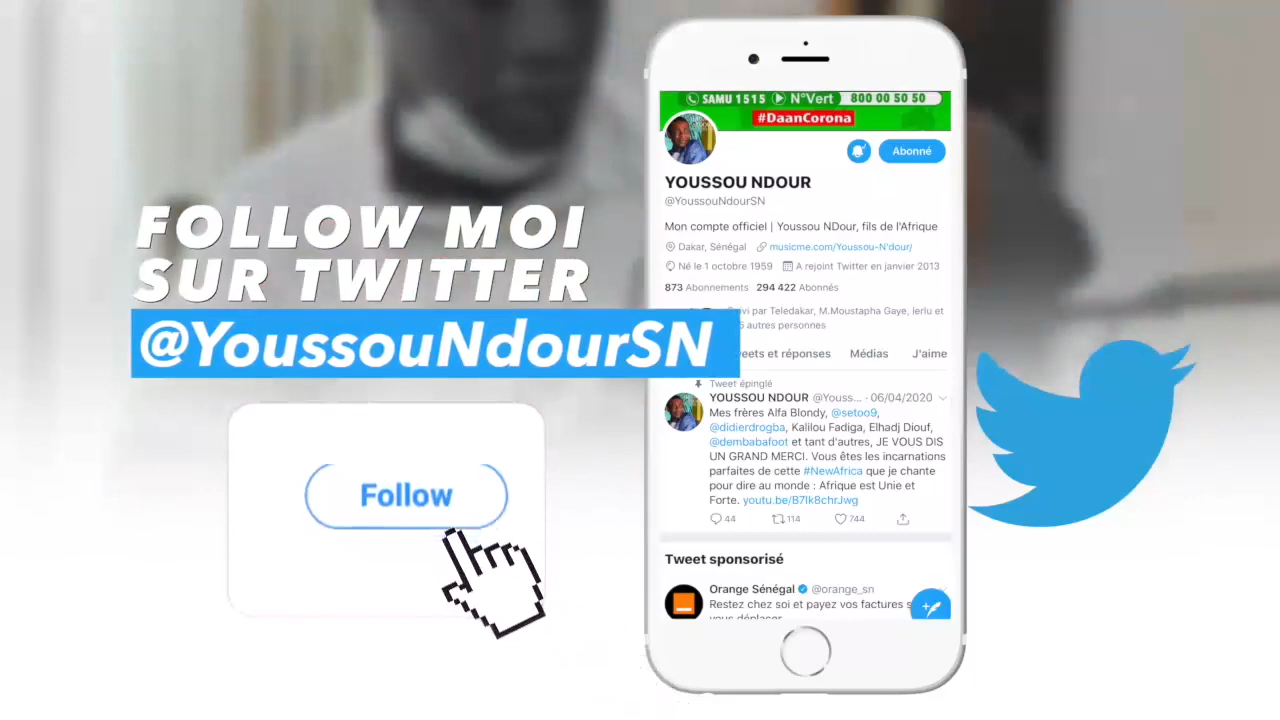 FOLLOW MOI
SUR TWITTER
@YoussouNdourSN
Follow
SAMU 1515 N°Vert 800 00 50 50
#DaanCorona
Abonné
YOUSSOU NDOUR
@YoussouNdourSN
Mon compte officiel | Youssou NDour, fils de l'Afrique
Dakar, Sénégal musicme.com/Youssou-N'dour/
Né le 1 octobre 1959 A rejoint Twitter en janvier 2013
873 Abonnements 294 422 Abonnés
par Teledakar, M.Moustapha Gaye, Ierlu et
autres personnes
et réponses Médias J'aime
Tweet épinglé
YOUSSOU NDOUR @Youss... · 06/04/2020
Mes frères Alfa Blondy, @setoo9,
@didierdrogba, Kalilou Fadiga, Elhadj Diouf,
@dembabafoot et tant d'autres, JE VOUS DIS
UN GRAND MERCI. Vous êtes les incarnations
parfaites de cette #NewAfrica que je chante
pour dire au monde : Afrique est Unie et
Forte. youtu.be/B7lk8chrJwg
44 114 744
Tweet sponsorisé
Orange Sénégal @orange_sn
Restez chez soi et payez vos factures
vous déplacer